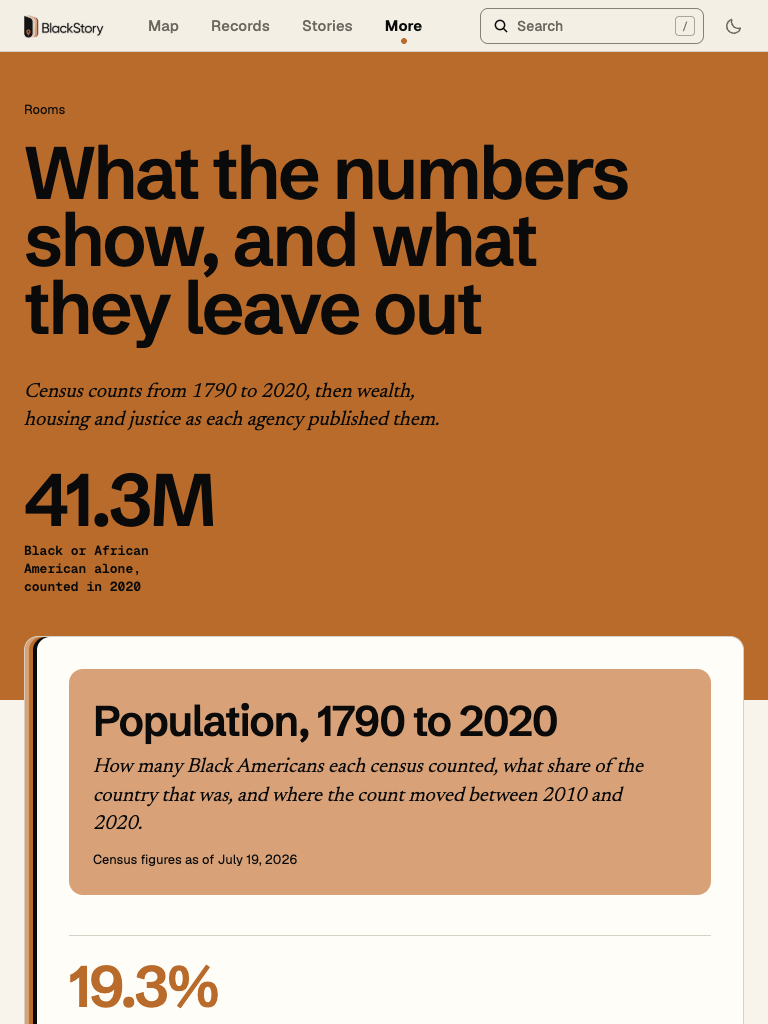 BlackStory
Map
Records
Stories
More
Search
/
Rooms
What the numbers
show, and what
they leave out
Census counts from 1790 to 2020, then wealth,
housing and justice as each agency published them.
41.3M
Black or African
American alone,
counted in 2020
Population, 1790 to 2020
How many Black Americans each census counted, what share of the
country that was, and where the count moved between 2010 and
2020.
Census figures as of July 19, 2026
19.3%